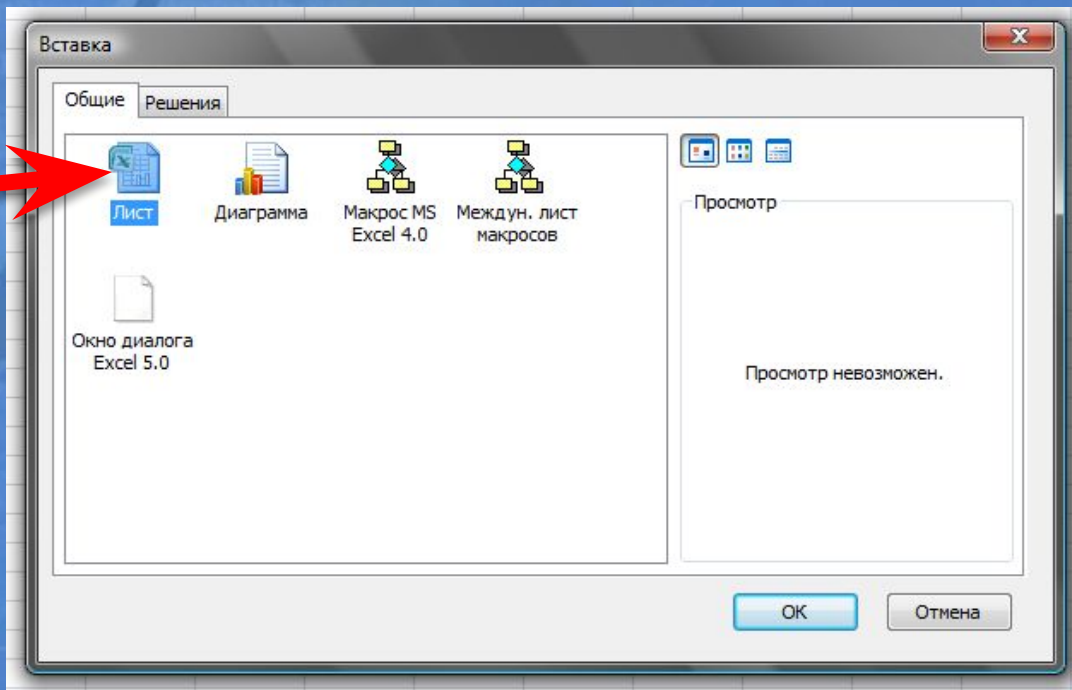 Вставка
Общие
Решения
Лист
Диаграмма
Макрос MS
Excel 4.0
Междун. лист
макросов
Окно диалога
Excel 5.0
Просмотр
Просмотр невозможен.
ОК
Отмена